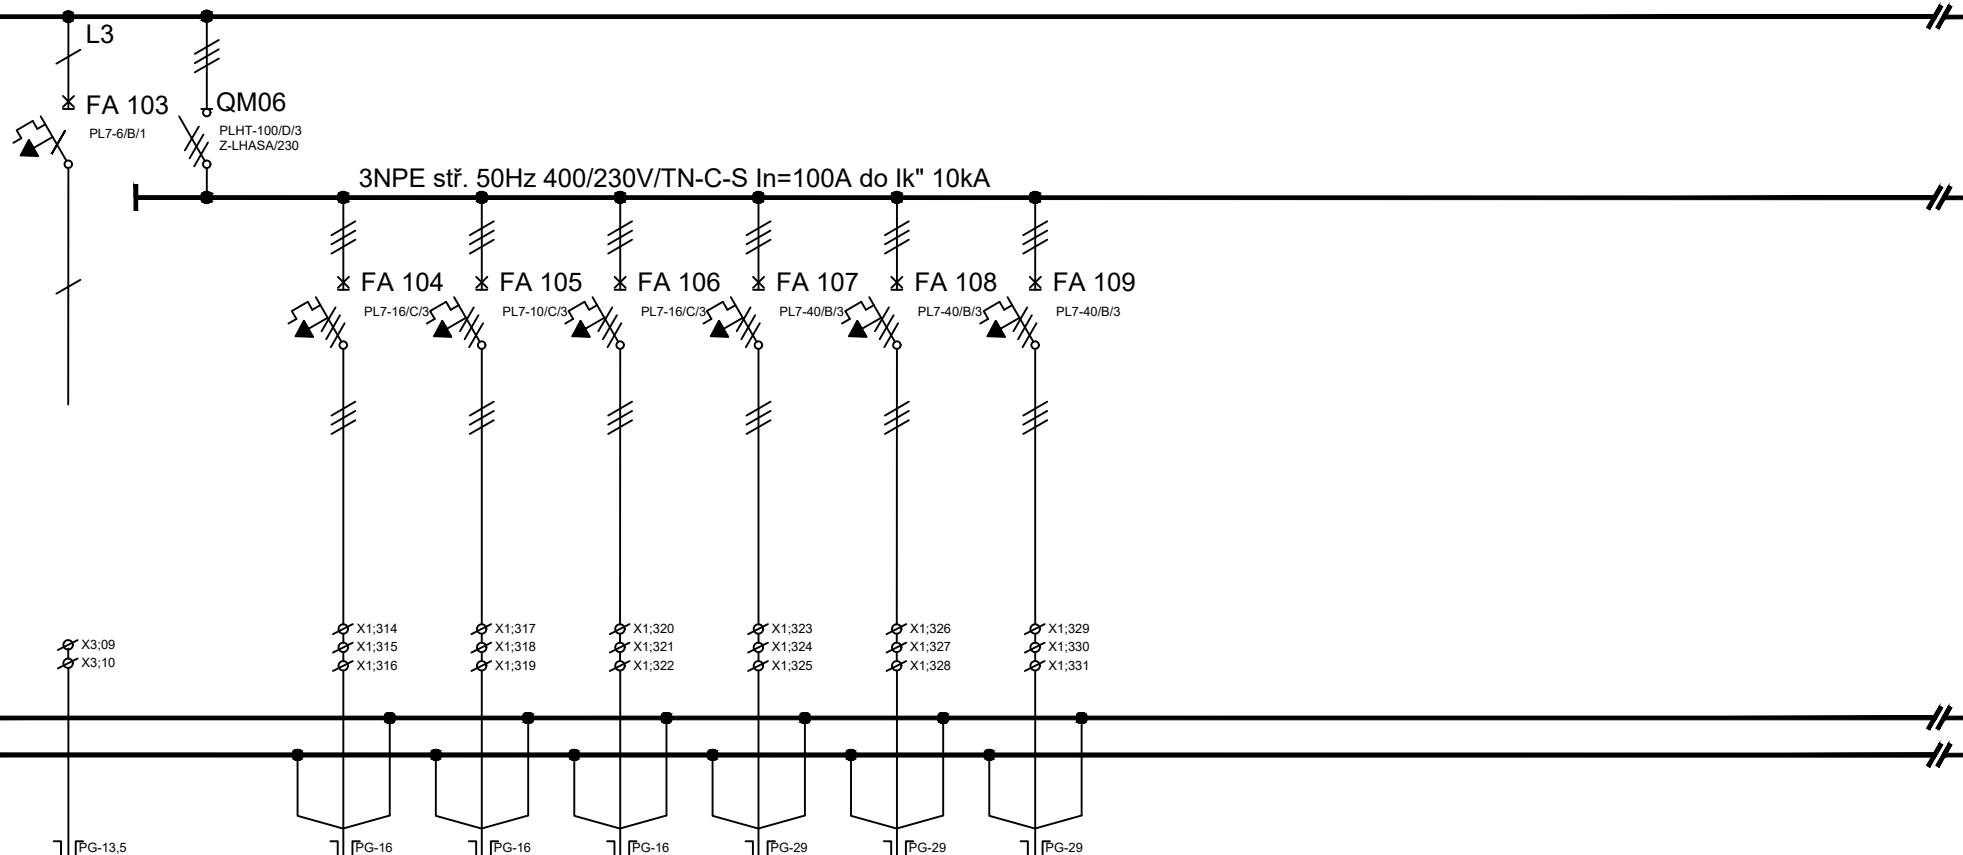 L3
FA 103
PL7-6/B/1
QM06
PLHT-100/D/3
Z-LHASA/230
3NPE stř. 50Hz 400/230V/TN-C-S In=100A do Ik" 10kA
FA 104
PL7-16/C/3
FA 105
PL7-10/C/3
FA 106
PL7-16/C/3
FA 107
PL7-40/B/3
FA 108
PL7-40/B/3
FA 109
PL7-40/B/3
X3;09
X3;10
X1;314
X1;315
X1;316
X1;317
X1;318
X1;319
X1;320
X1;321
X1;322
X1;323
X1;324
X1;325
X1;326
X1;327
X1;328
X1;329
X1;330
X1;331
PG-13,5
PG-16
PG-16
PG-16
PG-29
PG-29
PG-29